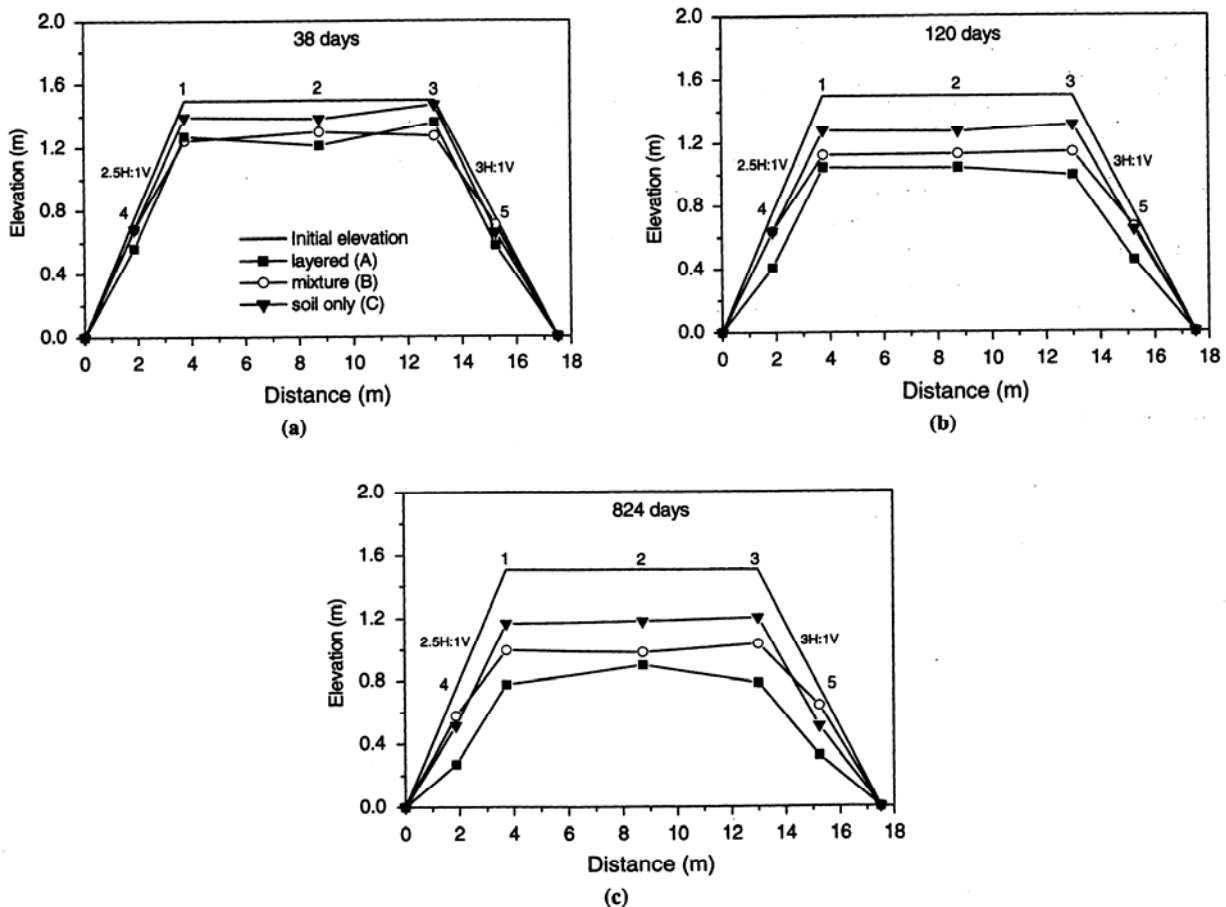 38 days
Elevation (m)
2.0
1.6
1.2
0.8
0.4
0.0
1 2 3
2.5H:1V
3H:1V
4
5
Initial elevation
layered (A)
mixture (B)
soil only (C)
0 2 4 6 8 10 12 14 16 18
Distance (m)
(a)
120 days
Elevation (m)
2.0
1.6
1.2
0.8
0.4
0.0
1 2 3
2.5H:1V
3H:1V
4
5
0 2 4 6 8 10 12 14 16 18
Distance (m)
(b)
824 days
Elevation (m)
2.0
1.6
1.2
0.8
0.4
0.0
1 2 3
2.5H:1V
3H:1V
4
5
0 2 4 6 8 10 12 14 16 18
Distance (m)
(c)